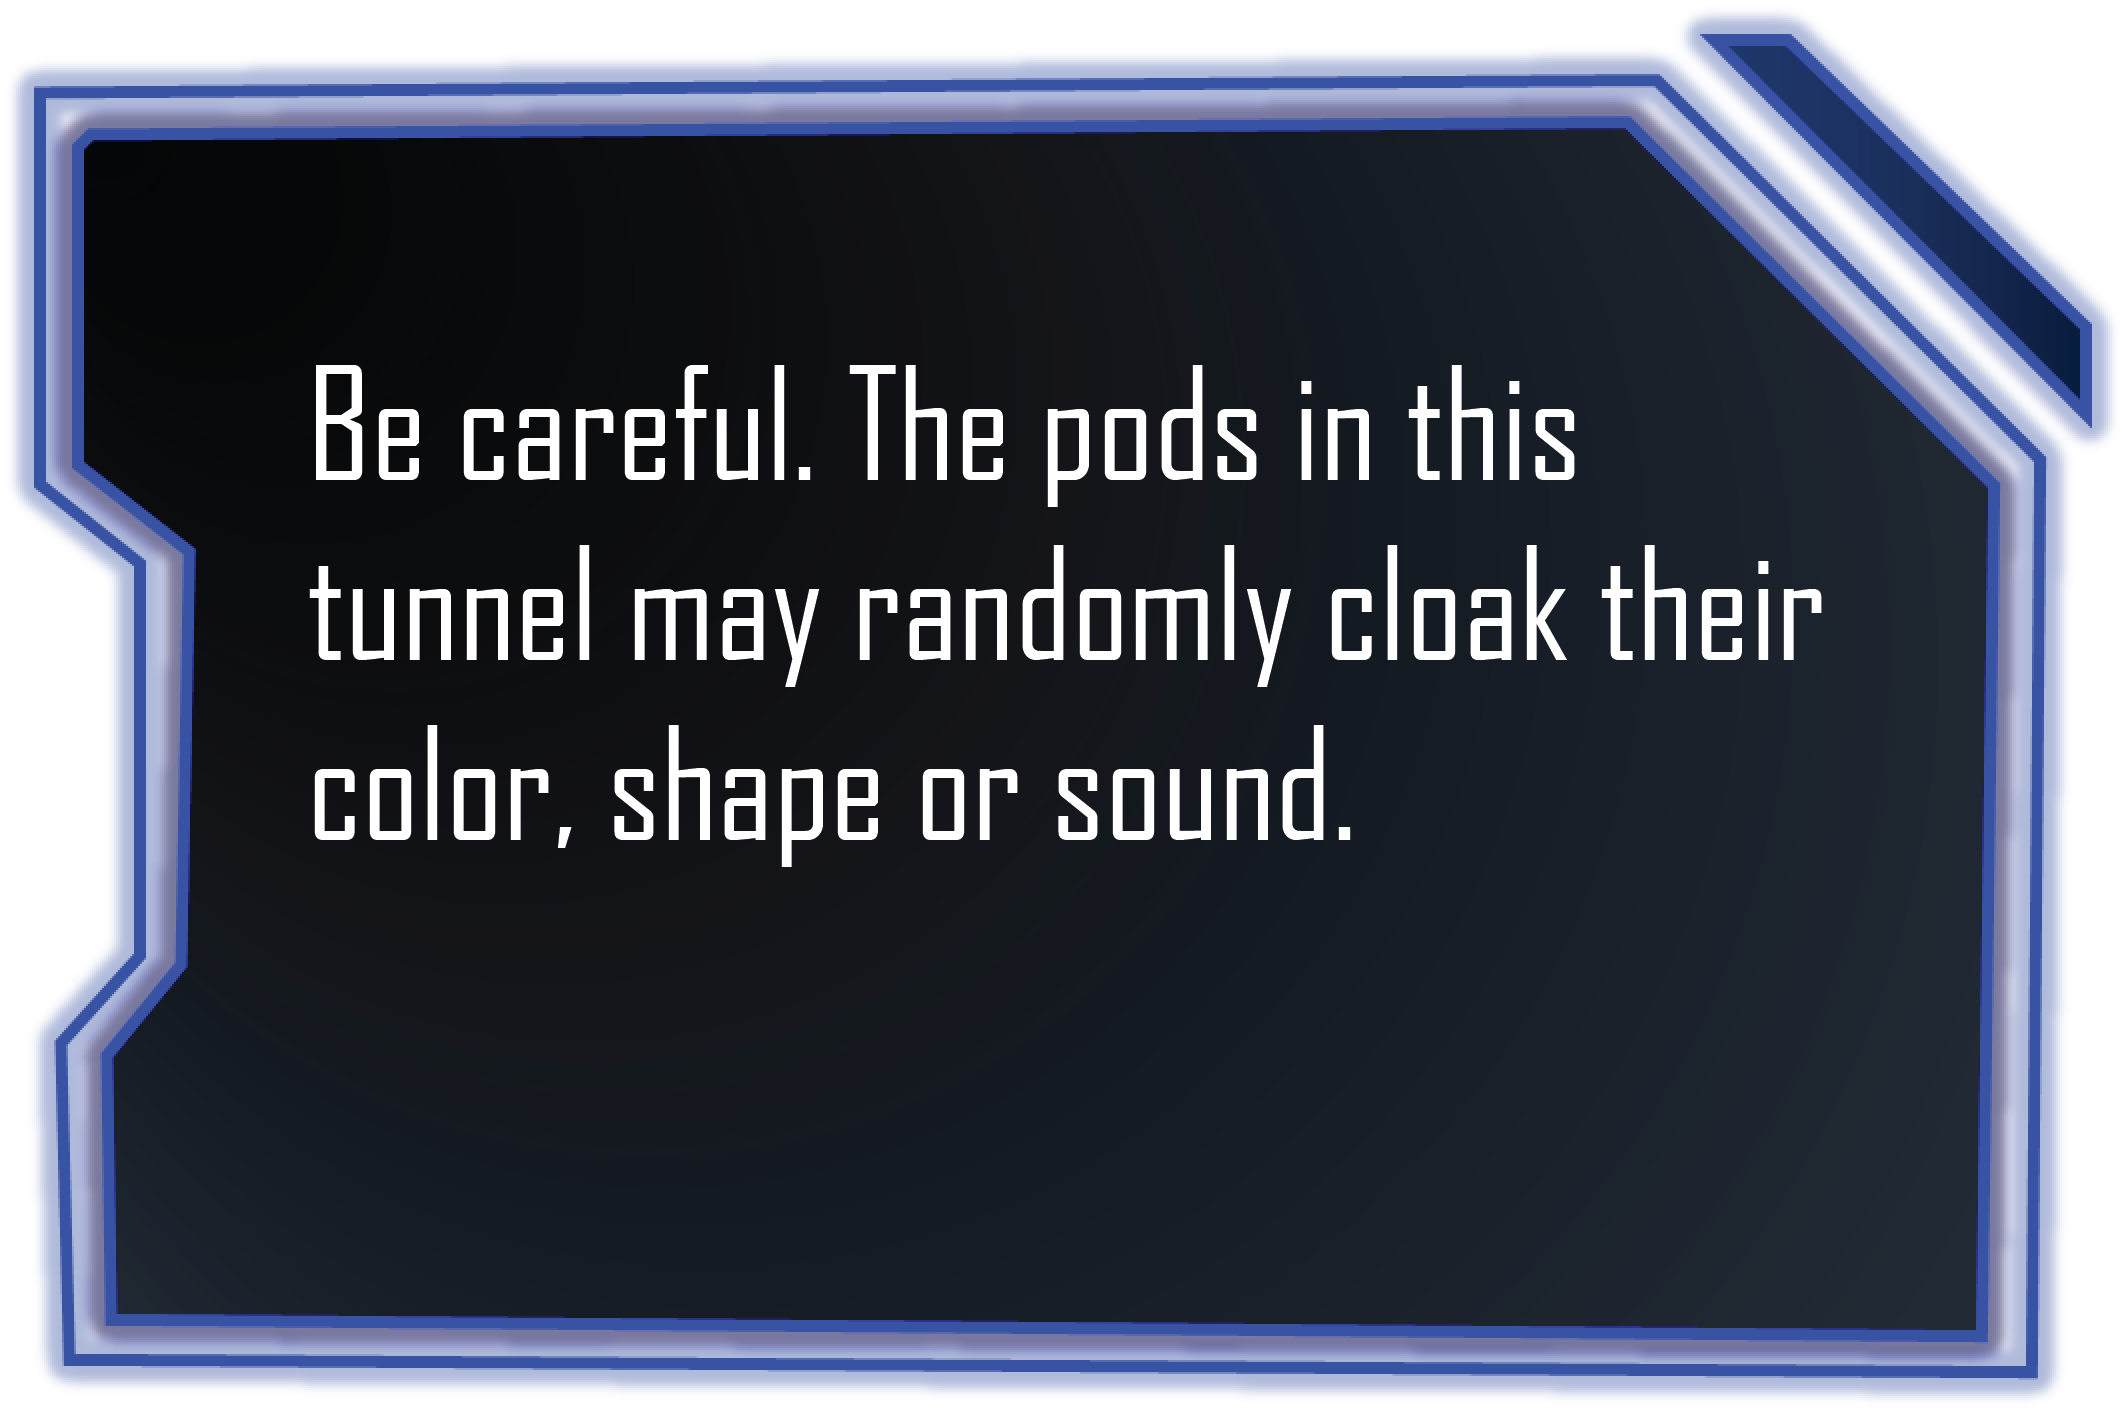 Be careful. The pods in this
tunnel may randomly cloak their
color, shape or sound.